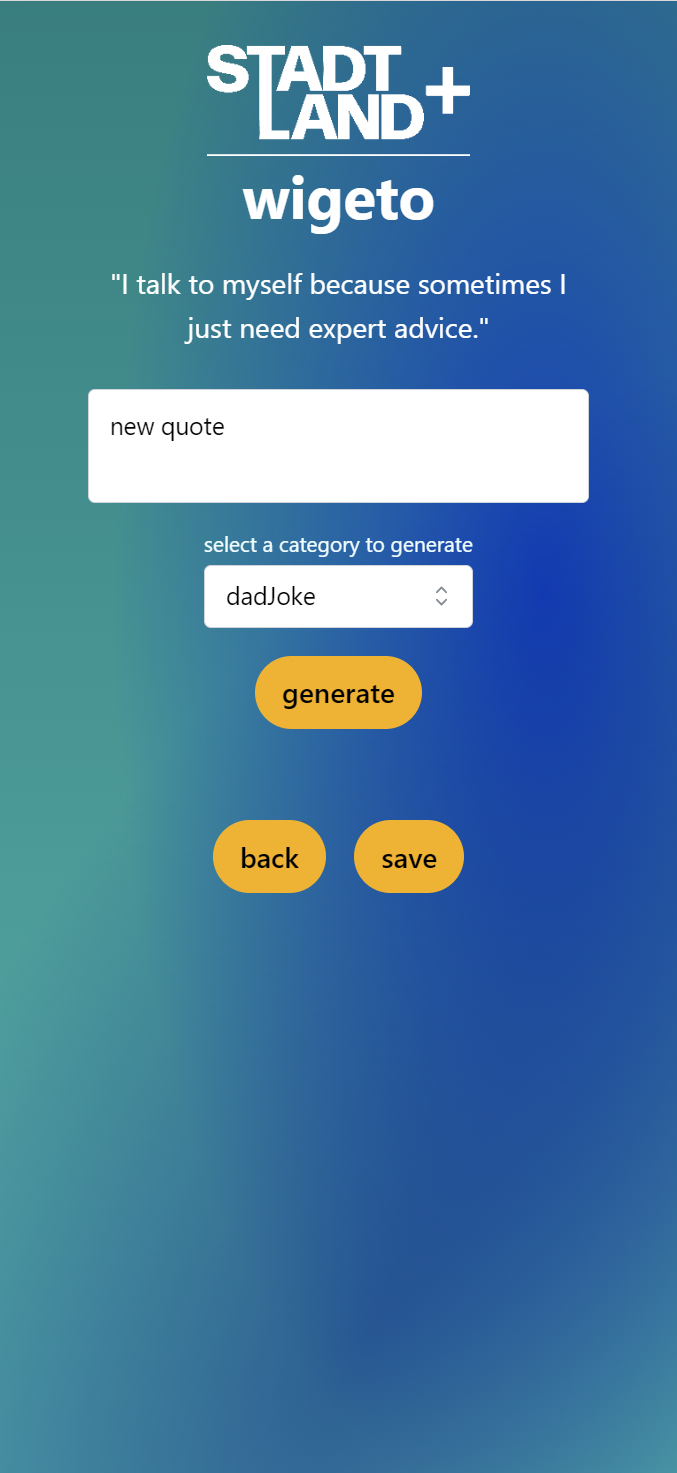 STADT
LAND+
wigeto
"I talk to myself because sometimes I
just need expert advice."
new quote
select a category to generate
dadJoke
generate
back save